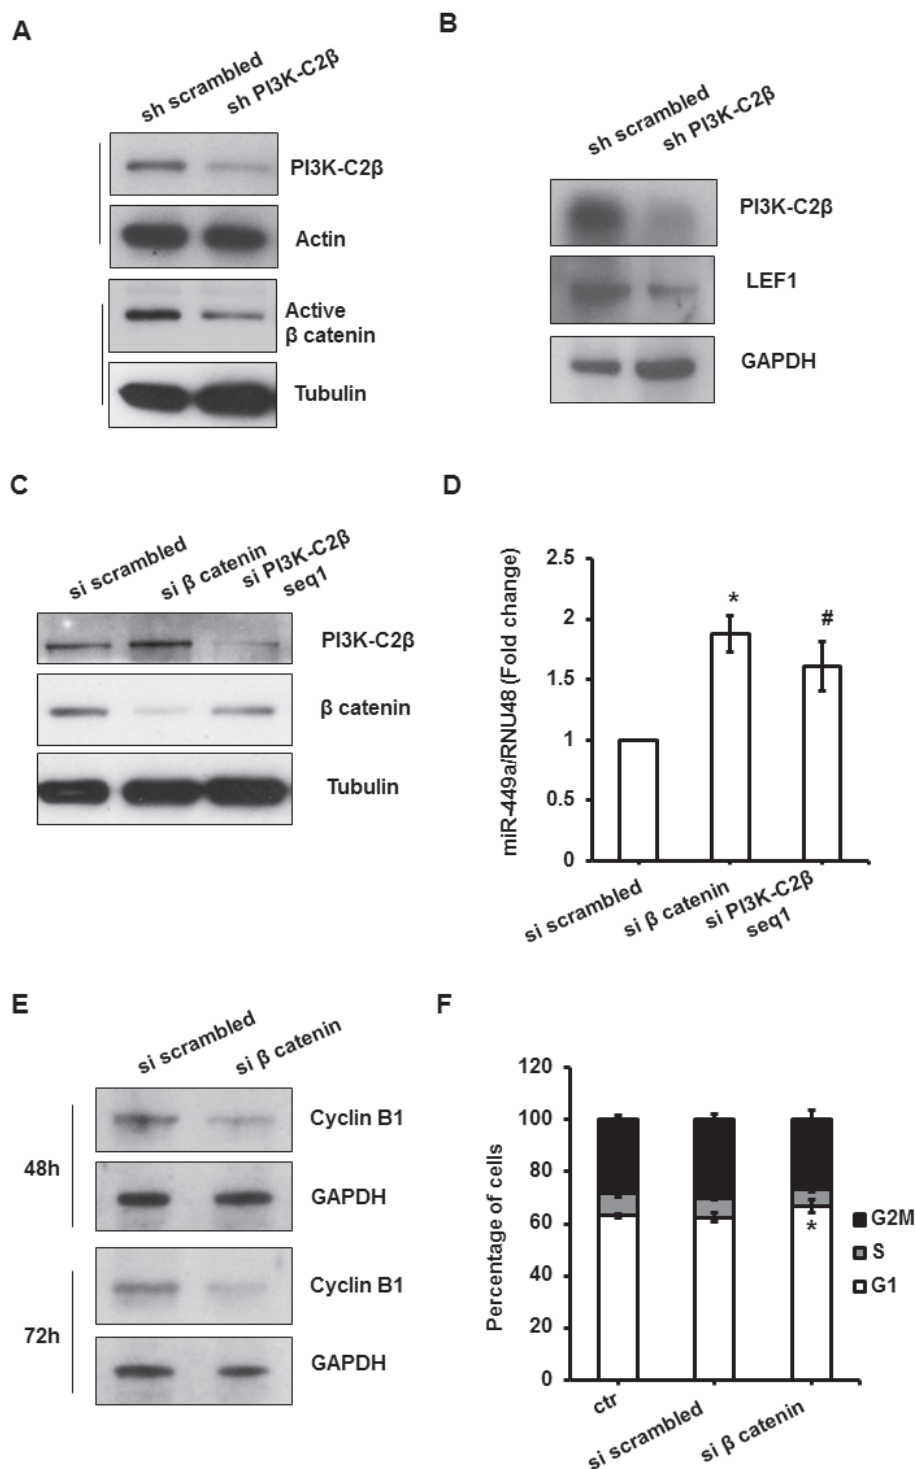 A
sh scrambled
sh PI3K-C2β
PI3K-C2β
Actin
Active
β catenin
Tubulin
B
sh scrambled
sh PI3K-C2β
PI3K-C2β
LEF1
GAPDH
C
si scrambled
si β catenin
si PI3K-C2β
seq1
PI3K-C2β
β catenin
Tubulin
D
miR-449a/RNU48 (Fold change)
2.5
2
1.5
1
0.5
0
*
#
si scrambled
si β catenin
si PI3K-C2β
seq1
E
si scrambled
si β catenin
48h
Cyclin B1
GAPDH
72h
Cyclin B1
GAPDH
F
Percentage of cells
120
100
80
60
40
20
0
*
G2M
S
G1
ctr
si scrambled
si β catenin